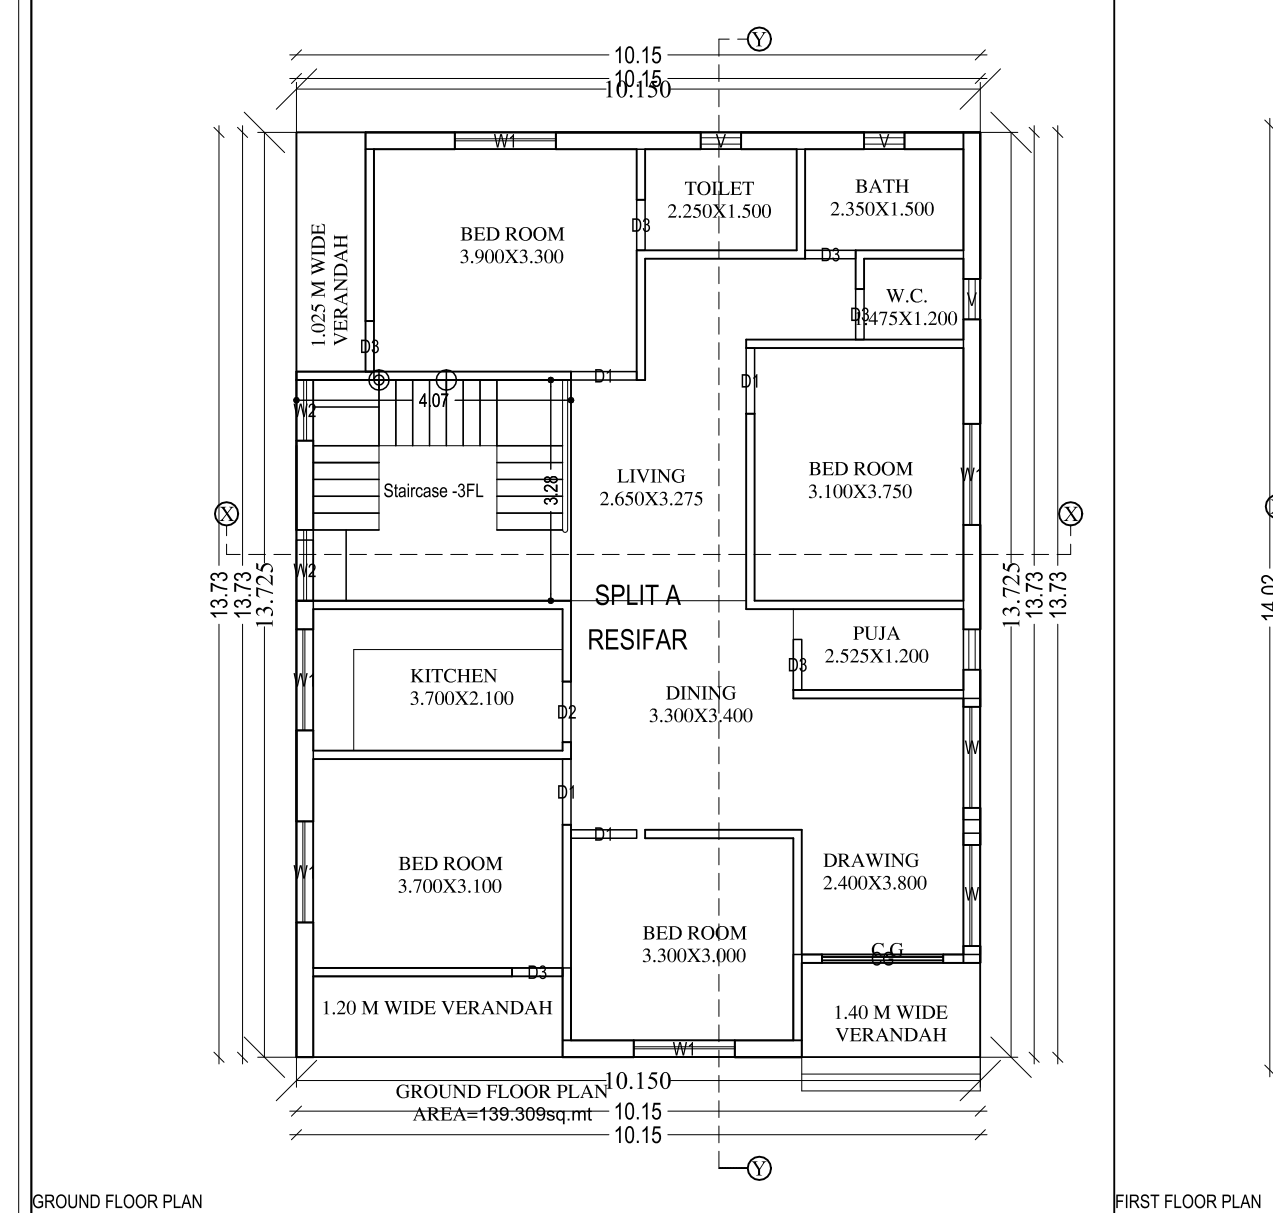 Y
10.15
10.15
10.150
W1
V
V
TOILET
2.250X1.500
BATH
2.350X1.500
D3
BED ROOM
3.900X3.300
D3
1.025 M WIDE
VERANDAH
W.C.
1.475X1.200
V
D3
D3
D1
D1
W2
4.07
LIVING
2.650X3.275
BED ROOM
3.100X3.750
W1
Staircase -3FL
3.28
X
X
W2
13.73
13.73
13.725
13.725
13.73
13.73
14.02
SPLIT A
RESIFAR
PUJA
2.525X1.200
D3
KITCHEN
3.700X2.100
W1
D2
DINING
3.300X3.400
W
D1
D1
BED ROOM
3.700X3.100
W1
DRAWING
2.400X3.800
W
BED ROOM
3.300X3.000
C.G
CG
D3
1.20 M WIDE VERANDAH
1.40 M WIDE
VERANDAH
W1
10.150
GROUND FLOOR PLAN
AREA=139.309sq.mt
10.15
10.15
Y
GROUND FLOOR PLAN
FIRST FLOOR PLAN